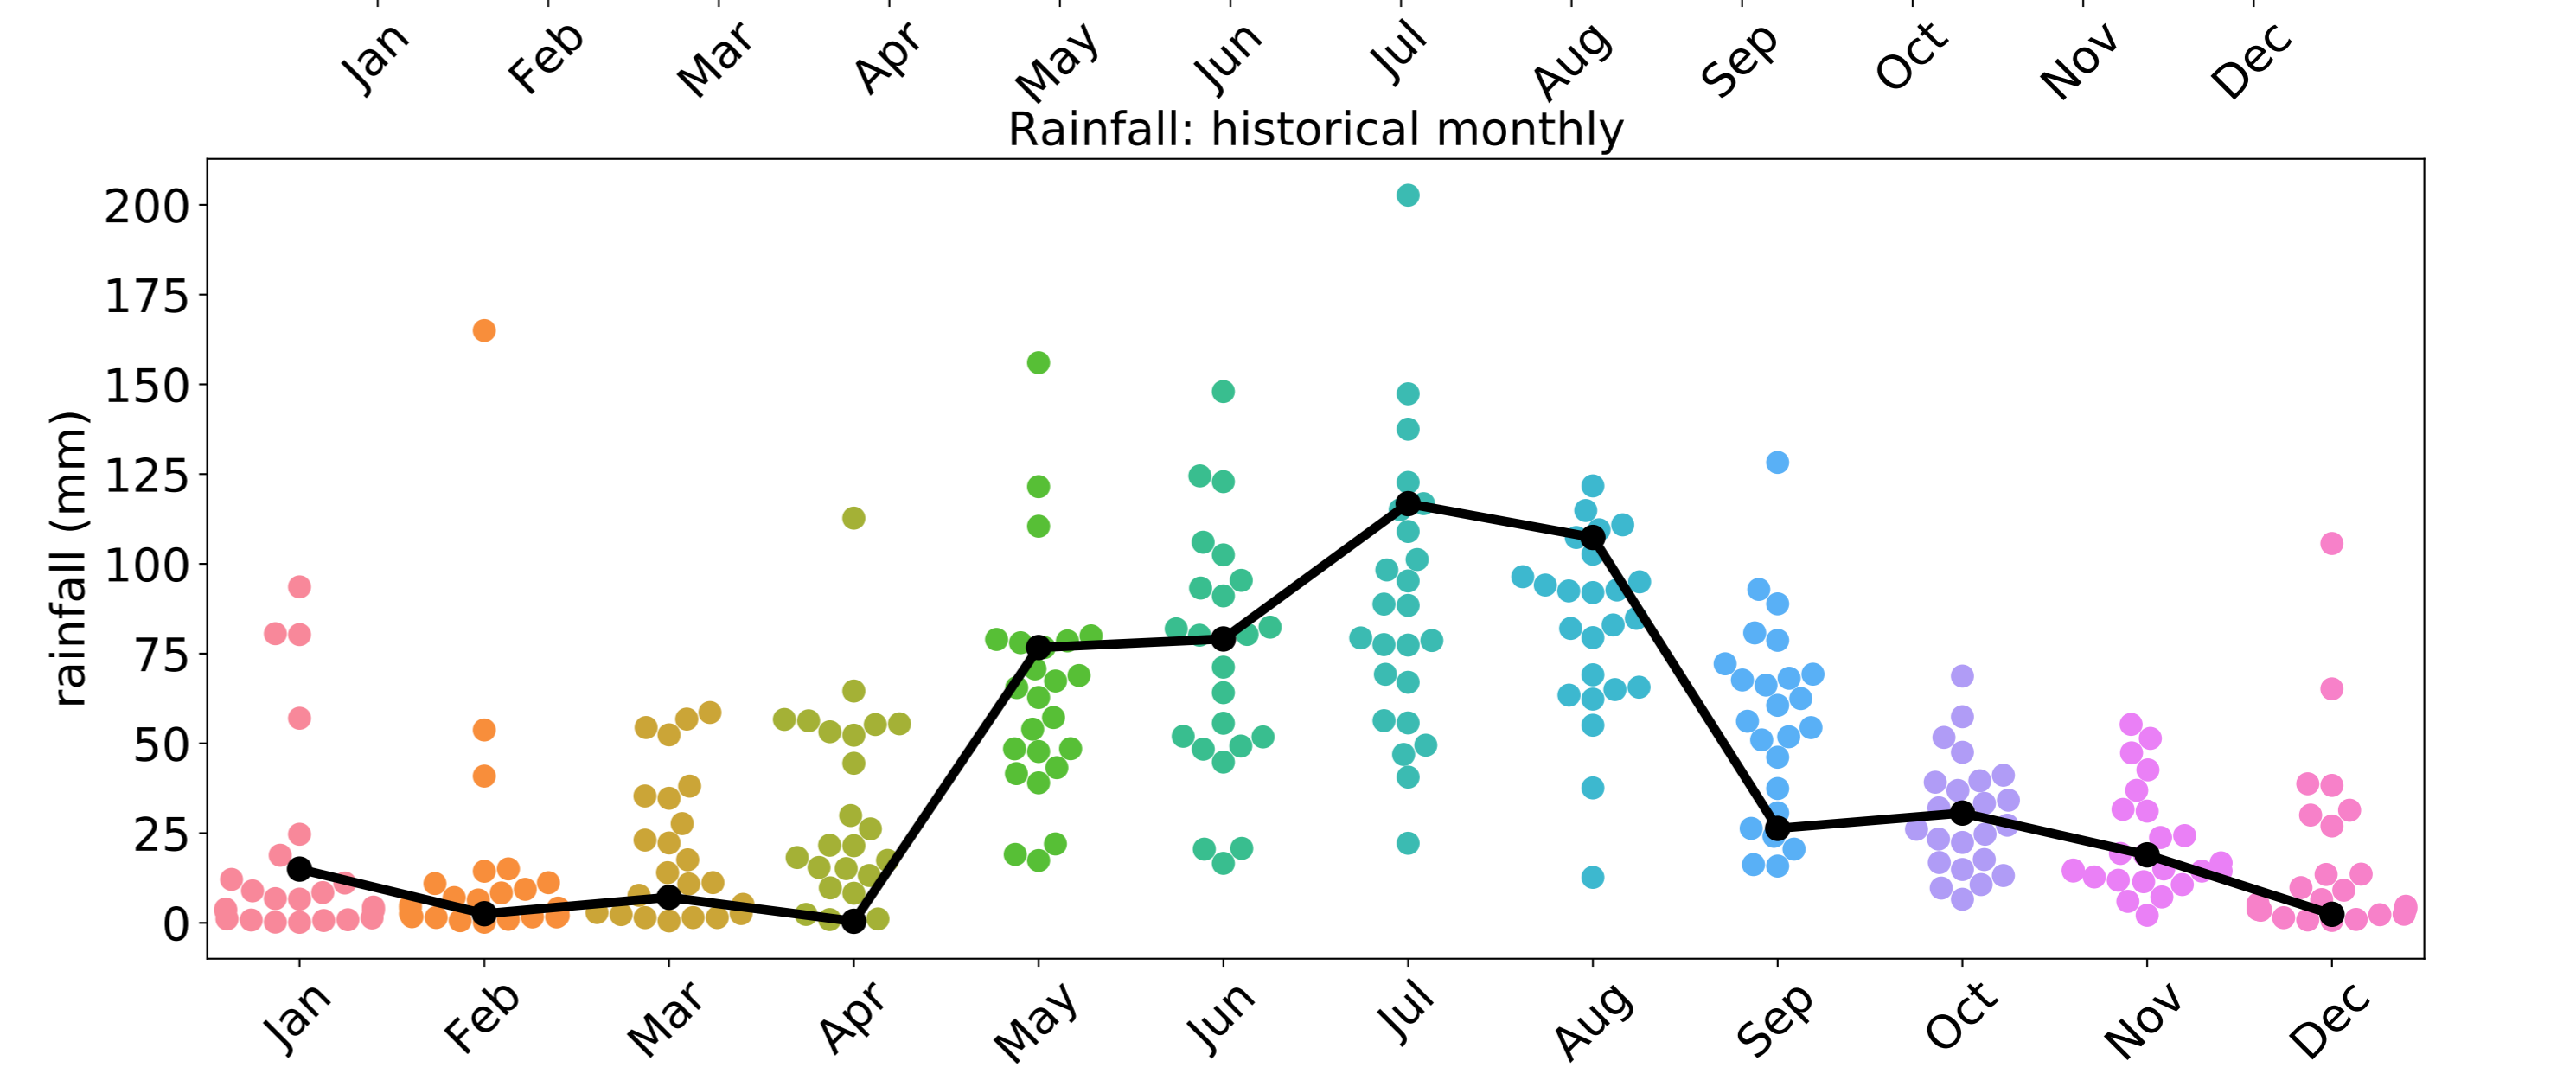 Jan Feb Mar Apr May Jun Jul Aug Sep Oct Nov Dec
Rainfall: historical monthly
rainfall (mm)
200
175
150
125
100
75
50
25
0
Jan Feb Mar Apr May Jun Jul Aug Sep Oct Nov Dec